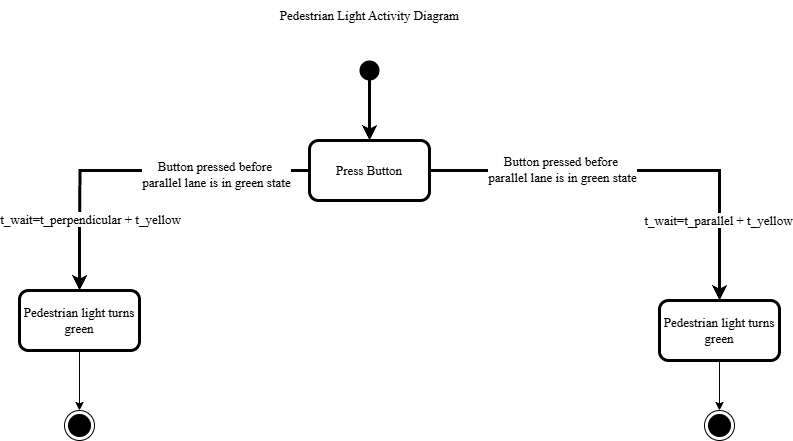 Pedestrian Light Activity Diagram
Press Button
Button pressed before
parallel lane is in green state
Button pressed before
parallel lane is in green state
t_wait=t_perpendicular + t_yellow
t_wait=t_parallel + t_yellow
Pedestrian light turns
green
Pedestrian light turns
green